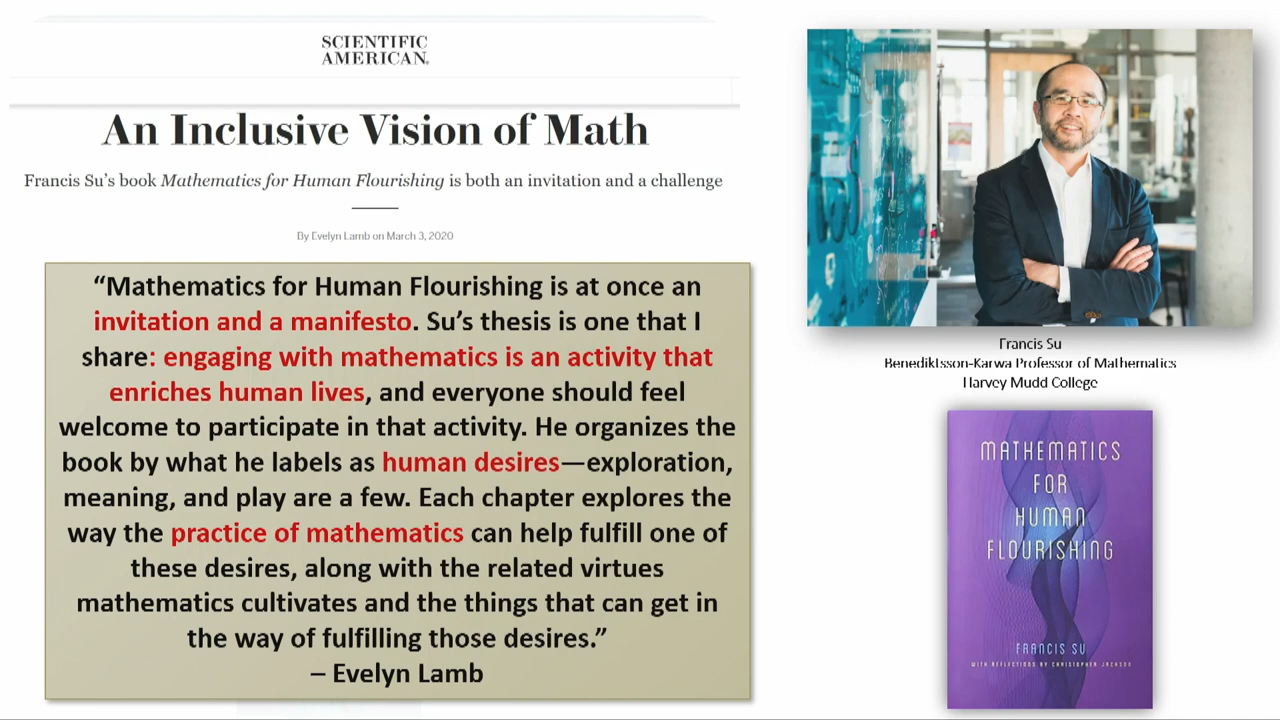 SCIENTIFIC
AMERICAN
An Inclusive Vision of Math
Francis Su's book Mathematics for Human Flourishing is both an invitation and a challenge
By Evelyn Lamb on March 3, 2020
“Mathematics for Human Flourishing is at once an
invitation and a manifesto. Su's thesis is one that I
share: engaging with mathematics is an activity that
enriches human lives, and everyone should feel
welcome to participate in that activity. He organizes the
book by what he labels as human desires—exploration,
meaning, and play are a few. Each chapter explores the
way the practice of mathematics can help fulfill one of
these desires, along with the related virtues
mathematics cultivates and the things that can get in
the way of fulfilling those desires.”
– Evelyn Lamb
Francis Su
Benediktsson-Karwa Professor of Mathematics
Harvey Mudd College
MATHEMATICS
FOR
HUMAN
FLOURISHING
FRANCIS SU
WITH REFLECTIONS BY CHRISTOPHER JACKSON